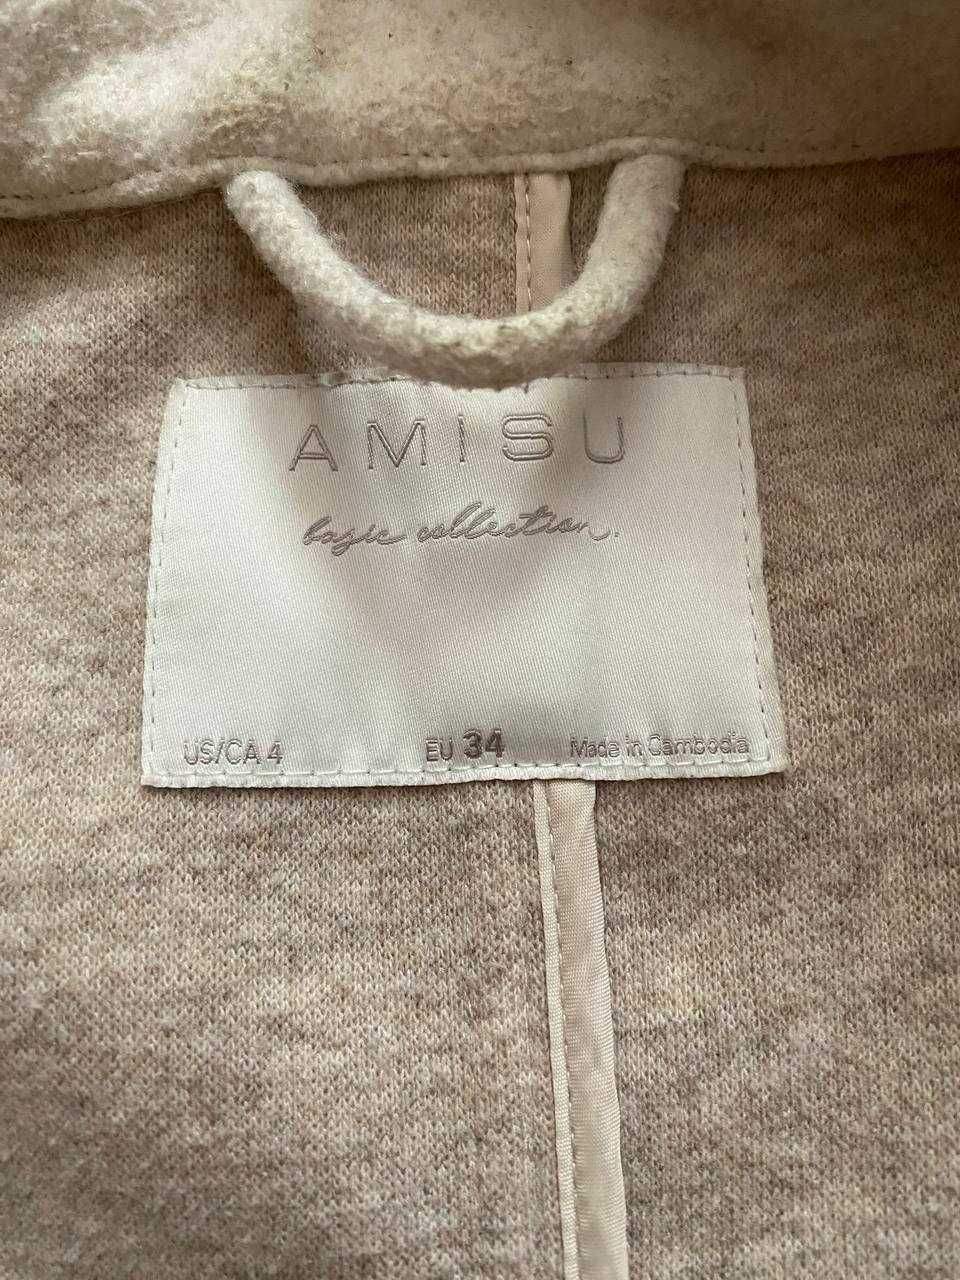 AMISU
basic collection.
US/CA 4 EU 34 Made in Cambodia